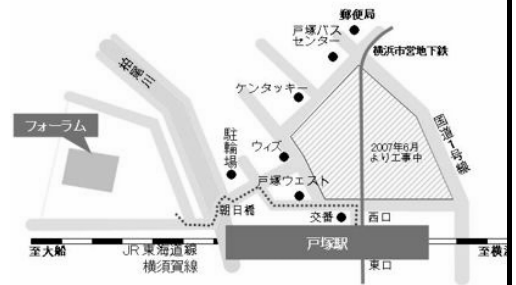 郵便局
戸塚バス
センター
横浜市営地下鉄
柏尾川
ケンタッキー
国道1号線
フォーラム
駐輪場
ウィズ
2007年6月
より工事中
戸塚ウエスト
朝日橋
交番
西口
戸塚駅
至大船
JR東海道線
横須賀線
東口
至横